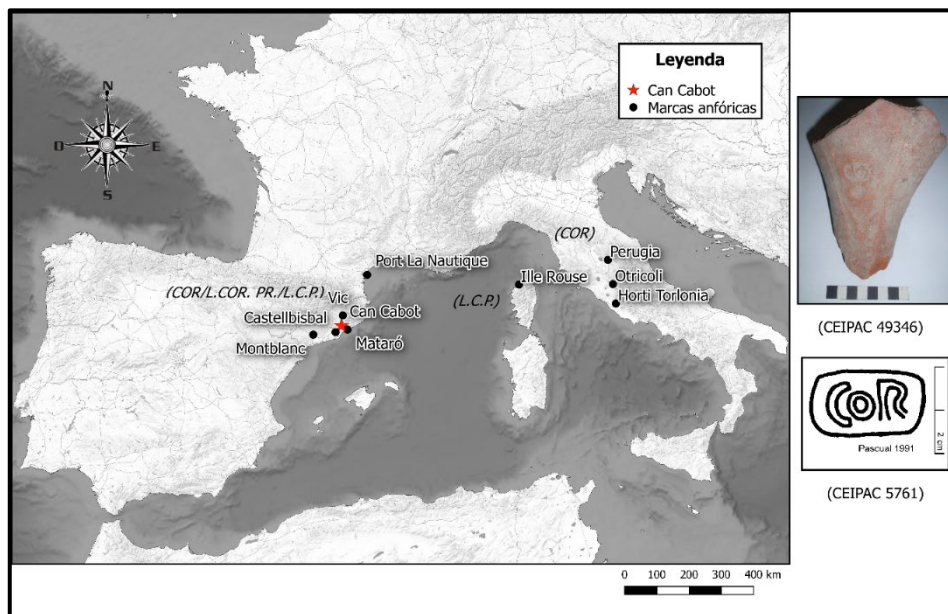 Leyenda
Can Cabot
Marcas anfóricas
N
O
E
S
(COR)
Perugia
Port La Nautique
Ille Rouse
Otricoli
(COR/L.COR. PR./L.C.P.)
(L.C.P.)
Horti Torlonia
Vic
Castellbisbal
Can Cabot
Montblanc
Mataró
0 100 200 300 400 km
(CEIPAC 49346)
COR
2 cm
Pascual 1991
(CEIPAC 5761)